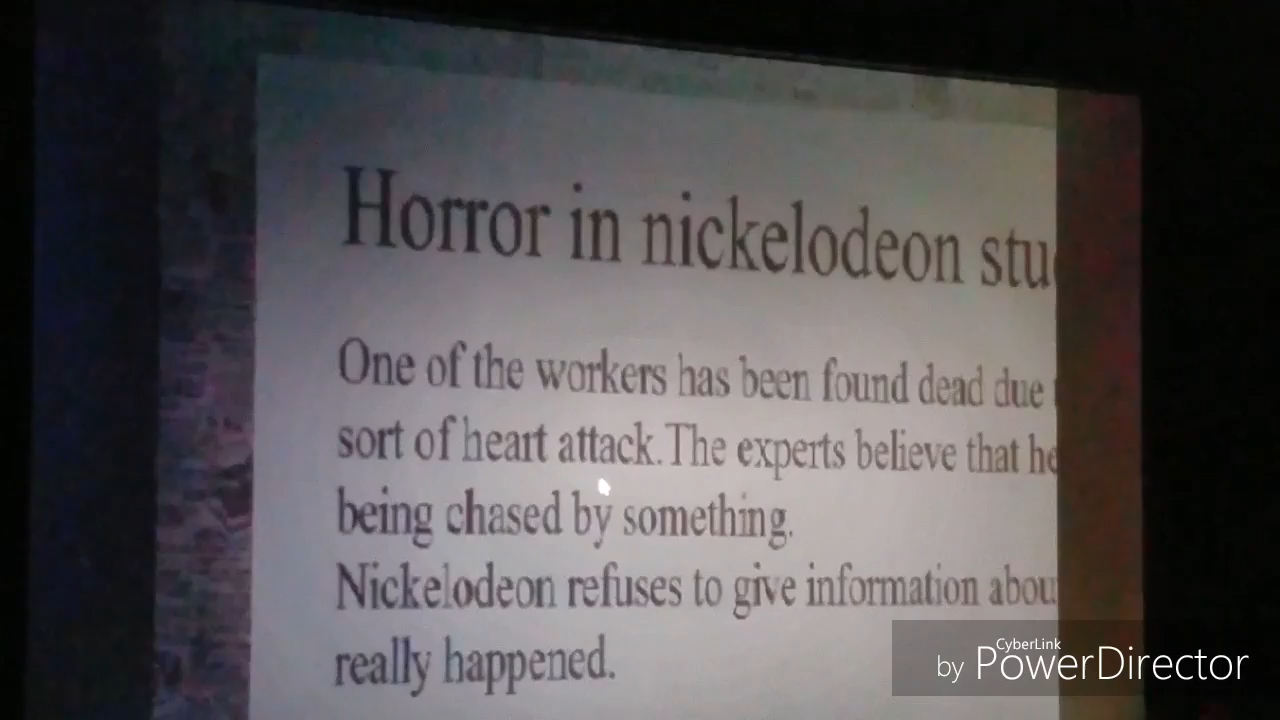 Horror in nickelodeon stu
One of the workers has been found dead due
sort of heart attack.The experts believe that he
being chased by something.
Nickelodeon refuses to give information abou
really happened.
CyberLink
by PowerDirector